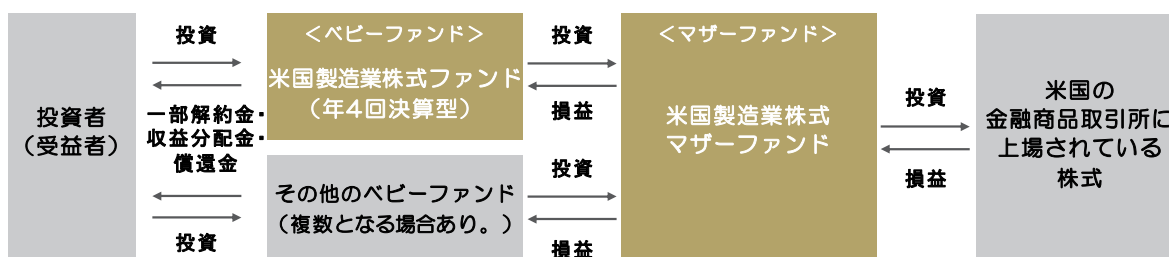 投資者
（受益者）
投資
一部解約金・
収益分配金・
償還金
投資
＜ベビーファンド＞
米国製造業株式ファンド
（年4回決算型）
その他のベビーファンド
（複数となる場合あり。）
投資
損益
投資
損益
＜マザーファンド＞
米国製造業株式
マザーファンド
投資
損益
米国の
金融商品取引所に
上場されている
株式